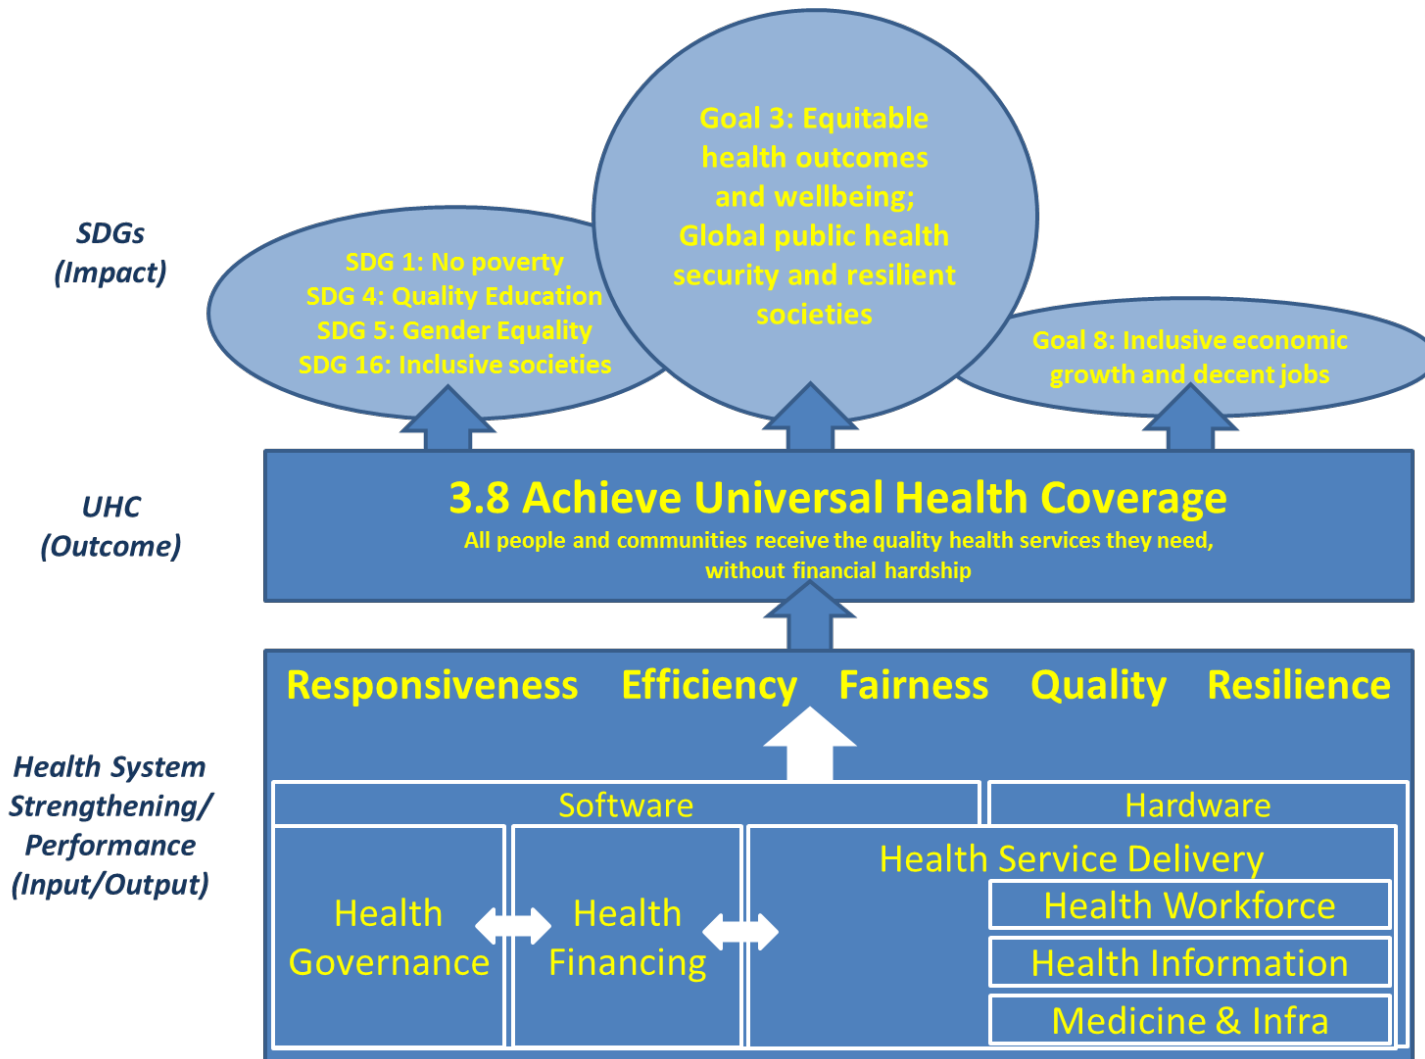 Goal 3: Equitable
health outcomes
and wellbeing;
Global public health
security and resilient
societies
SDGs
(Impact)
SDG 1: No poverty
SDG 4: Quality Education
SDG 5: Gender Equality
SDG 16: Inclusive societies
Goal 8: Inclusive economic
growth and decent jobs
UHC
(Outcome)
3.8 Achieve Universal Health Coverage
All people and communities receive the quality health services they need,
without financial hardship
Responsiveness Efficiency Fairness Quality Resilience
Health System
Strengthening/
Performance
(Input/Output)
Software
Hardware
Health
Governance
Health
Financing
Health Service Delivery
Health Workforce
Health Information
Medicine & Infra